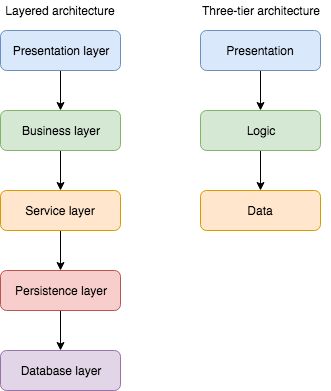 Layered architecture
Three-tier architecture
Presentation layer
Presentation
Business layer
Logic
Service layer
Data
Persistence layer
Database layer